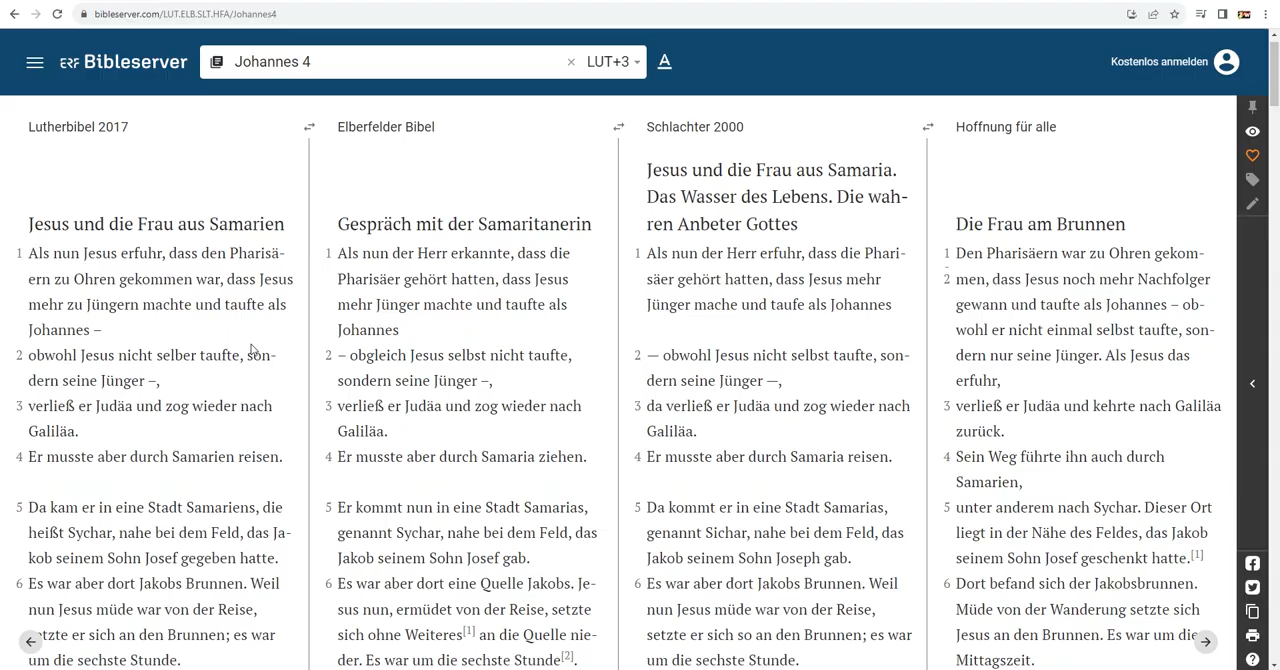 bibleserver.com/LUT.ELB.SLT.HFA/Johannes4
ERF Bibleserver
Johannes 4
LUT+3
Kostenlos anmelden
Lutherbibel 2017
Jesus und die Frau aus Samarien
1 Als nun Jesus erfuhr, dass den Pharisä-
ern zu Ohren gekommen war, dass Jesus
mehr zu Jüngern machte und taufte als
Johannes –
2 obwohl Jesus nicht selber taufte, son-
dern seine Jünger –,
3 verließ er Judäa und zog wieder nach
Galiläa.
4 Er musste aber durch Samarien reisen.
5 Da kam er in eine Stadt Samariens, die
heißt Sychar, nahe bei dem Feld, das Ja-
kob seinem Sohn Josef gegeben hatte.
6 Es war aber dort Jakobs Brunnen. Weil
nun Jesus müde war von der Reise,
setzte er sich an den Brunnen; es war
um die sechste Stunde.
Elberfelder Bibel
Gespräch mit der Samaritanerin
1 Als nun der Herr erkannte, dass die
Pharisäer gehört hatten, dass Jesus
mehr Jünger machte und taufte als
Johannes
2 – obgleich Jesus selbst nicht taufte,
sondern seine Jünger –,
3 verließ er Judäa und zog wieder nach
Galiläa.
4 Er musste aber durch Samaria ziehen.
5 Er kommt nun in eine Stadt Samarias,
genannt Sychar, nahe bei dem Feld, das
Jakob seinem Sohn Josef gab.
6 Es war aber dort eine Quelle Jakobs. Je-
sus nun, ermüdet von der Reise, setzte
sich ohne Weiteres[1] an die Quelle nie-
der. Es war um die sechste Stunde[2].
Schlachter 2000
Jesus und die Frau aus Samaria.
Das Wasser des Lebens. Die wah-
ren Anbeter Gottes
1 Als nun der Herr erfuhr, dass die Phari-
säer gehört hatten, dass Jesus mehr
Jünger mache und taufe als Johannes
2 — obwohl Jesus nicht selbst taufte, son-
dern seine Jünger —,
3 da verließ er Judäa und zog wieder nach
Galiläa.
4 Er musste aber durch Samaria reisen.
5 Da kommt er in eine Stadt Samarias,
genannt Sichar, nahe bei dem Feld, das
Jakob seinem Sohn Joseph gab.
6 Es war aber dort Jakobs Brunnen. Weil
nun Jesus müde war von der Reise,
setzte er sich so an den Brunnen; es war
um die sechste Stunde.
Hoffnung für alle
Die Frau am Brunnen
1 Den Pharisäern war zu Ohren gekom-
-
2 men, dass Jesus noch mehr Nachfolger
gewann und taufte als Johannes – ob-
wohl er nicht einmal selbst taufte, son-
dern nur seine Jünger. Als Jesus das
erfuhr,
3 verließ er Judäa und kehrte nach Galiläa
zurück.
4 Sein Weg führte ihn auch durch
Samarien,
5 unter anderem nach Sychar. Dieser Ort
liegt in der Nähe des Feldes, das Jakob
seinem Sohn Josef geschenkt hatte.[1]
6 Dort befand sich der Jakobsbrunnen.
Müde von der Wanderung setzte sich
Jesus an den Brunnen. Es war um die
Mittagszeit.